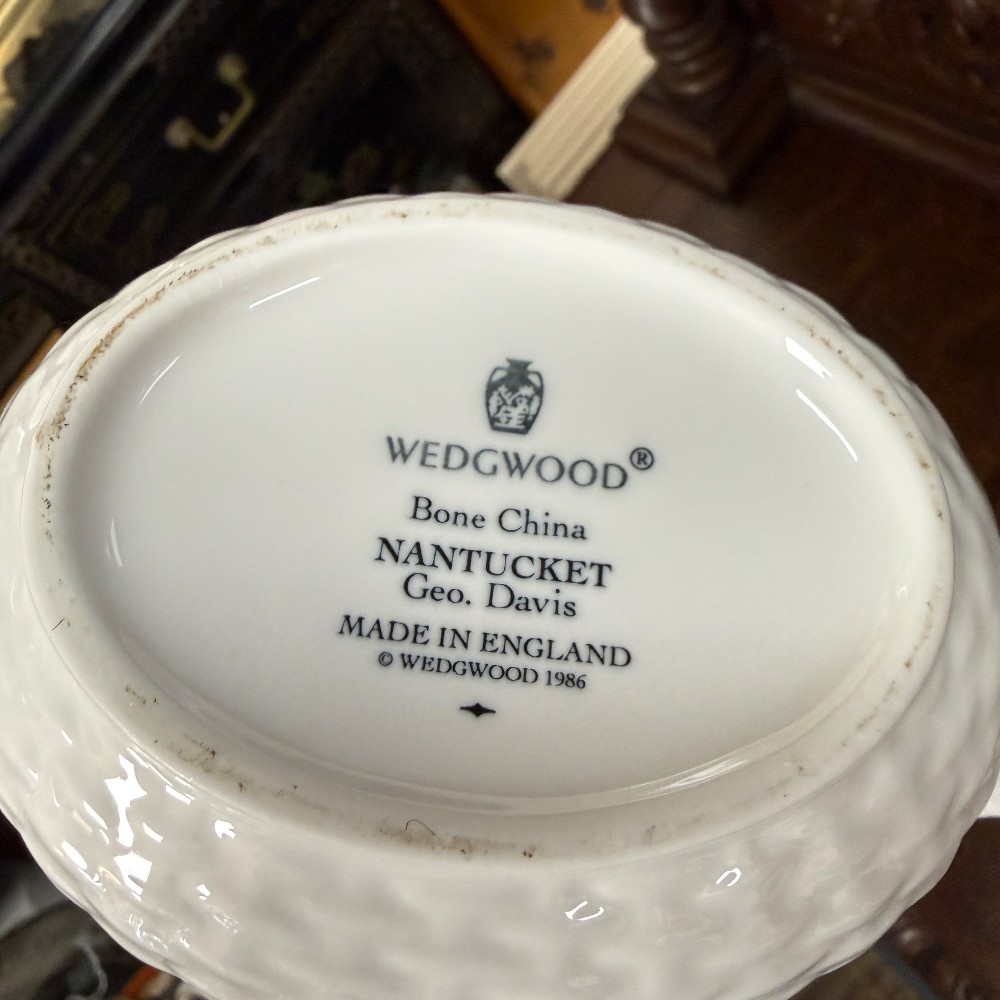 WEDGWOOD®
Bone China
NANTUCKET
Geo. Davis
MADE IN ENGLAND
© WEDGWOOD 1986